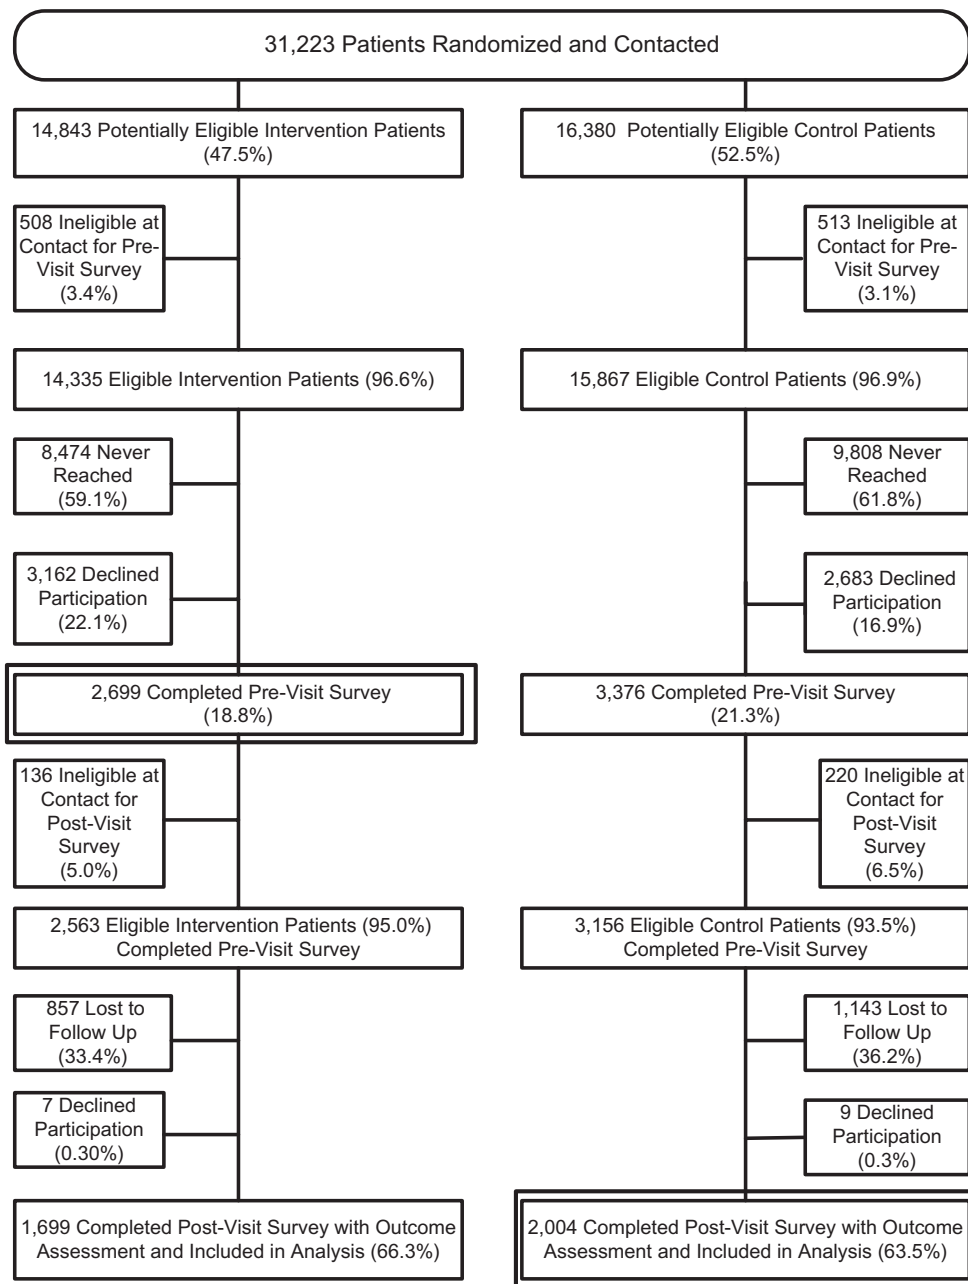 31,223 Patients Randomized and Contacted
14,843 Potentially Eligible Intervention Patients
(47.5%)
16,380 Potentially Eligible Control Patients
(52.5%)
508 Ineligible at
Contact for Pre-
Visit Survey
(3.4%)
513 Ineligible at
Contact for Pre-
Visit Survey
(3.1%)
14,335 Eligible Intervention Patients (96.6%)
15,867 Eligible Control Patients (96.9%)
8,474 Never
Reached
(59.1%)
9,808 Never
Reached
(61.8%)
3,162 Declined
Participation
(22.1%)
2,683 Declined
Participation
(16.9%)
2,699 Completed Pre-Visit Survey
(18.8%)
3,376 Completed Pre-Visit Survey
(21.3%)
136 Ineligible at
Contact for
Post-Visit
Survey
(5.0%)
220 Ineligible at
Contact for
Post-Visit
Survey
(6.5%)
2,563 Eligible Intervention Patients (95.0%)
Completed Pre-Visit Survey
3,156 Eligible Control Patients (93.5%)
Completed Pre-Visit Survey
857 Lost to
Follow Up
(33.4%)
1,143 Lost to
Follow Up
(36.2%)
7 Declined
Participation
(0.30%)
9 Declined
Participation
(0.3%)
1,699 Completed Post-Visit Survey with Outcome
Assessment and Included in Analysis (66.3%)
2,004 Completed Post-Visit Survey with Outcome
Assessment and Included in Analysis (63.5%)